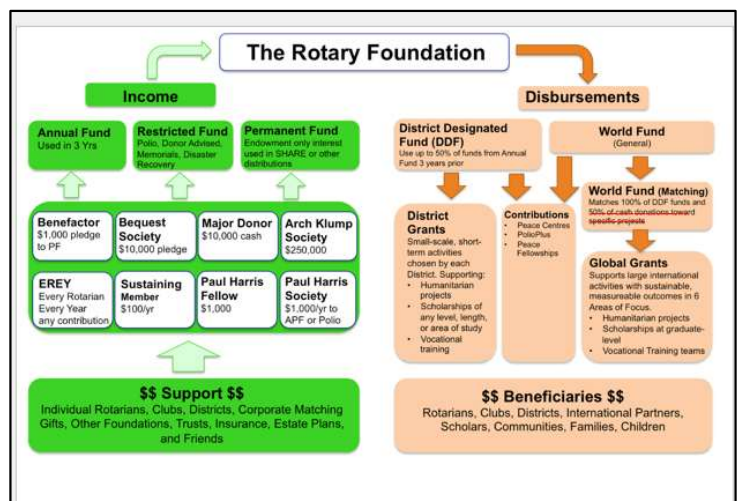 The Rotary Foundation
Income
Annual Fund
Used in 3 Yrs
Restricted Fund
Polio, Donor Advised,
Memorials, Disaster
Recovery
Permanent Fund
Endowment only interest
used in SHARE or other
distributions
Benefactor
$1,000 pledge
to PF
Bequest
Society
$10,000 pledge
Major Donor
$10,000 cash
Arch Klump
Society
$250,000
EREY
Every Rotarian
Every Year
any contribution
Sustaining
Member
$100/yr
Paul Harris
Fellow
$1,000
Paul Harris
Society
$1,000/yr to
APF or Polio
$$ Support $$
Individual Rotarians, Clubs, Districts, Corporate Matching
Gifts, Other Foundations, Trusts, Insurance, Estate Plans,
and Friends
Disbursements
District Designated
Fund (DDF)
Use up to 50% of funds from Annual
Fund 3 years prior
World Fund
(General)
World Fund (Matching)
Matches 100% of DDF funds and
50% of cash donations toward
specific projects
District
Grants
Small-scale, short-
term activities
chosen by each
District. Supporting:
• Humanitarian
projects
• Scholarships of
any level, length,
or area of study
• Vocational
training
Contributions
• Peace Centres
• PolioPlus
• Peace
Fellowships
Global Grants
Supports large international
activities with sustainable,
measureable outcomes in 6
Areas of Focus.
• Humanitarian projects
• Scholarships at graduate-
level
• Vocational Training teams
$$ Beneficiaries $$
Rotarians, Clubs, Districts, International Partners,
Scholars, Communities, Families, Children